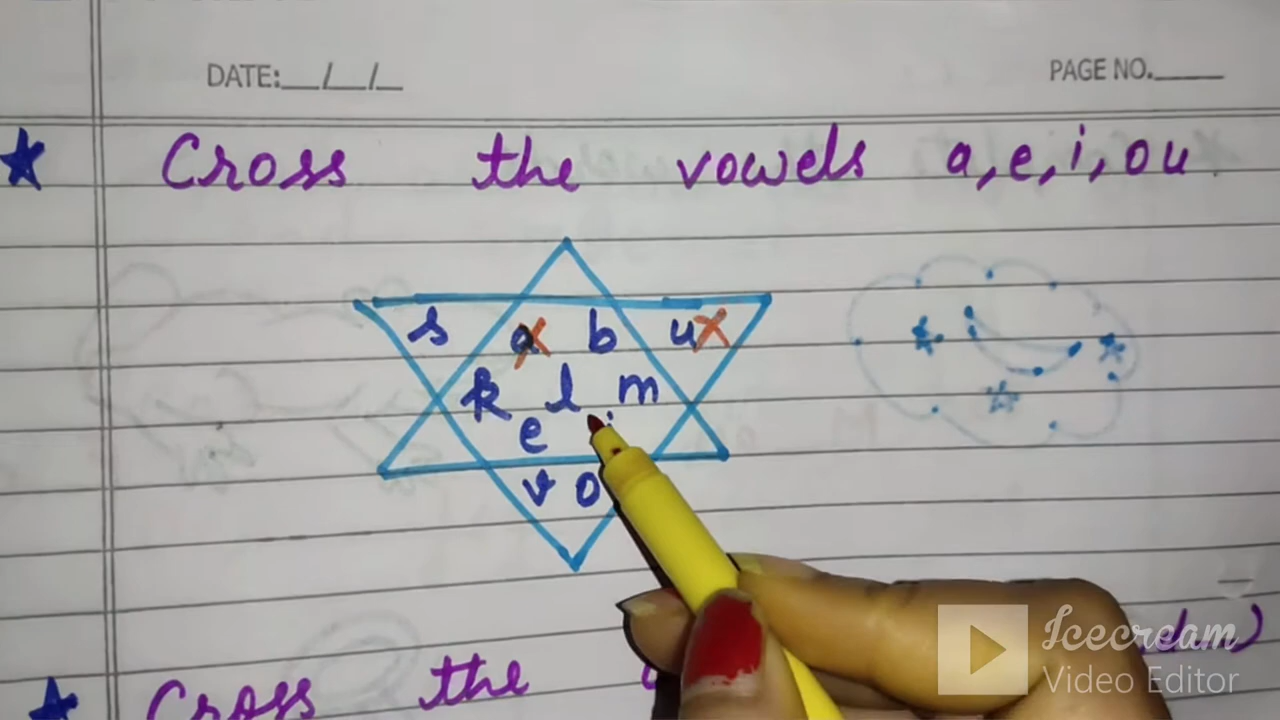 DATE:__/__/__
PAGE NO.____
★ Cross the vowels a,e,i,o u
s a b u
k l m
e
v o
★ Cross the
Icecream
Video Editor